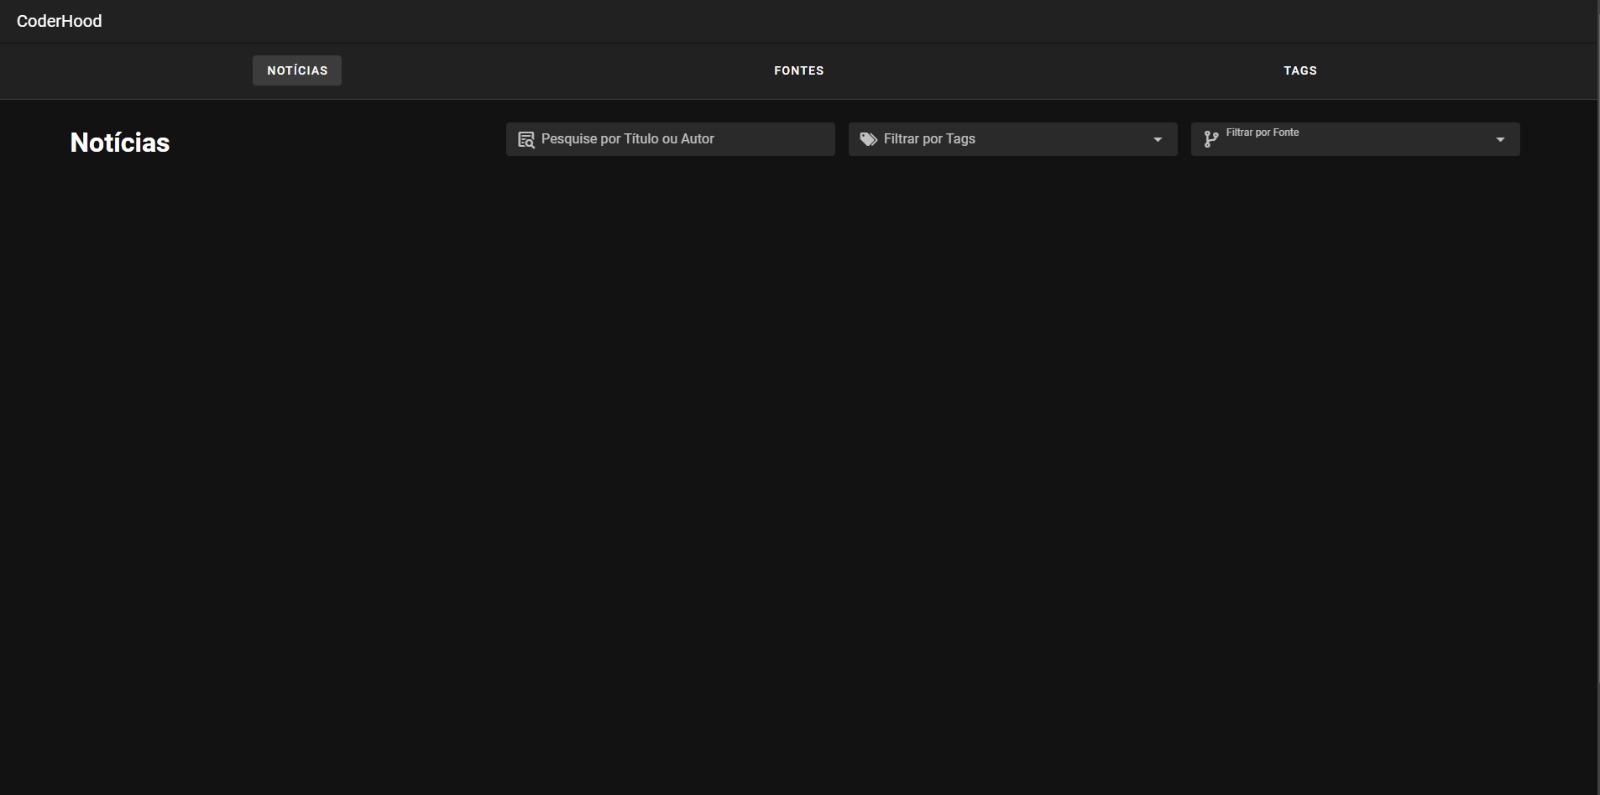 CoderHood
NOTÍCIAS
FONTES
TAGS
Notícias
Pesquise por Título ou Autor
Filtrar por Tags
Filtrar por Fonte